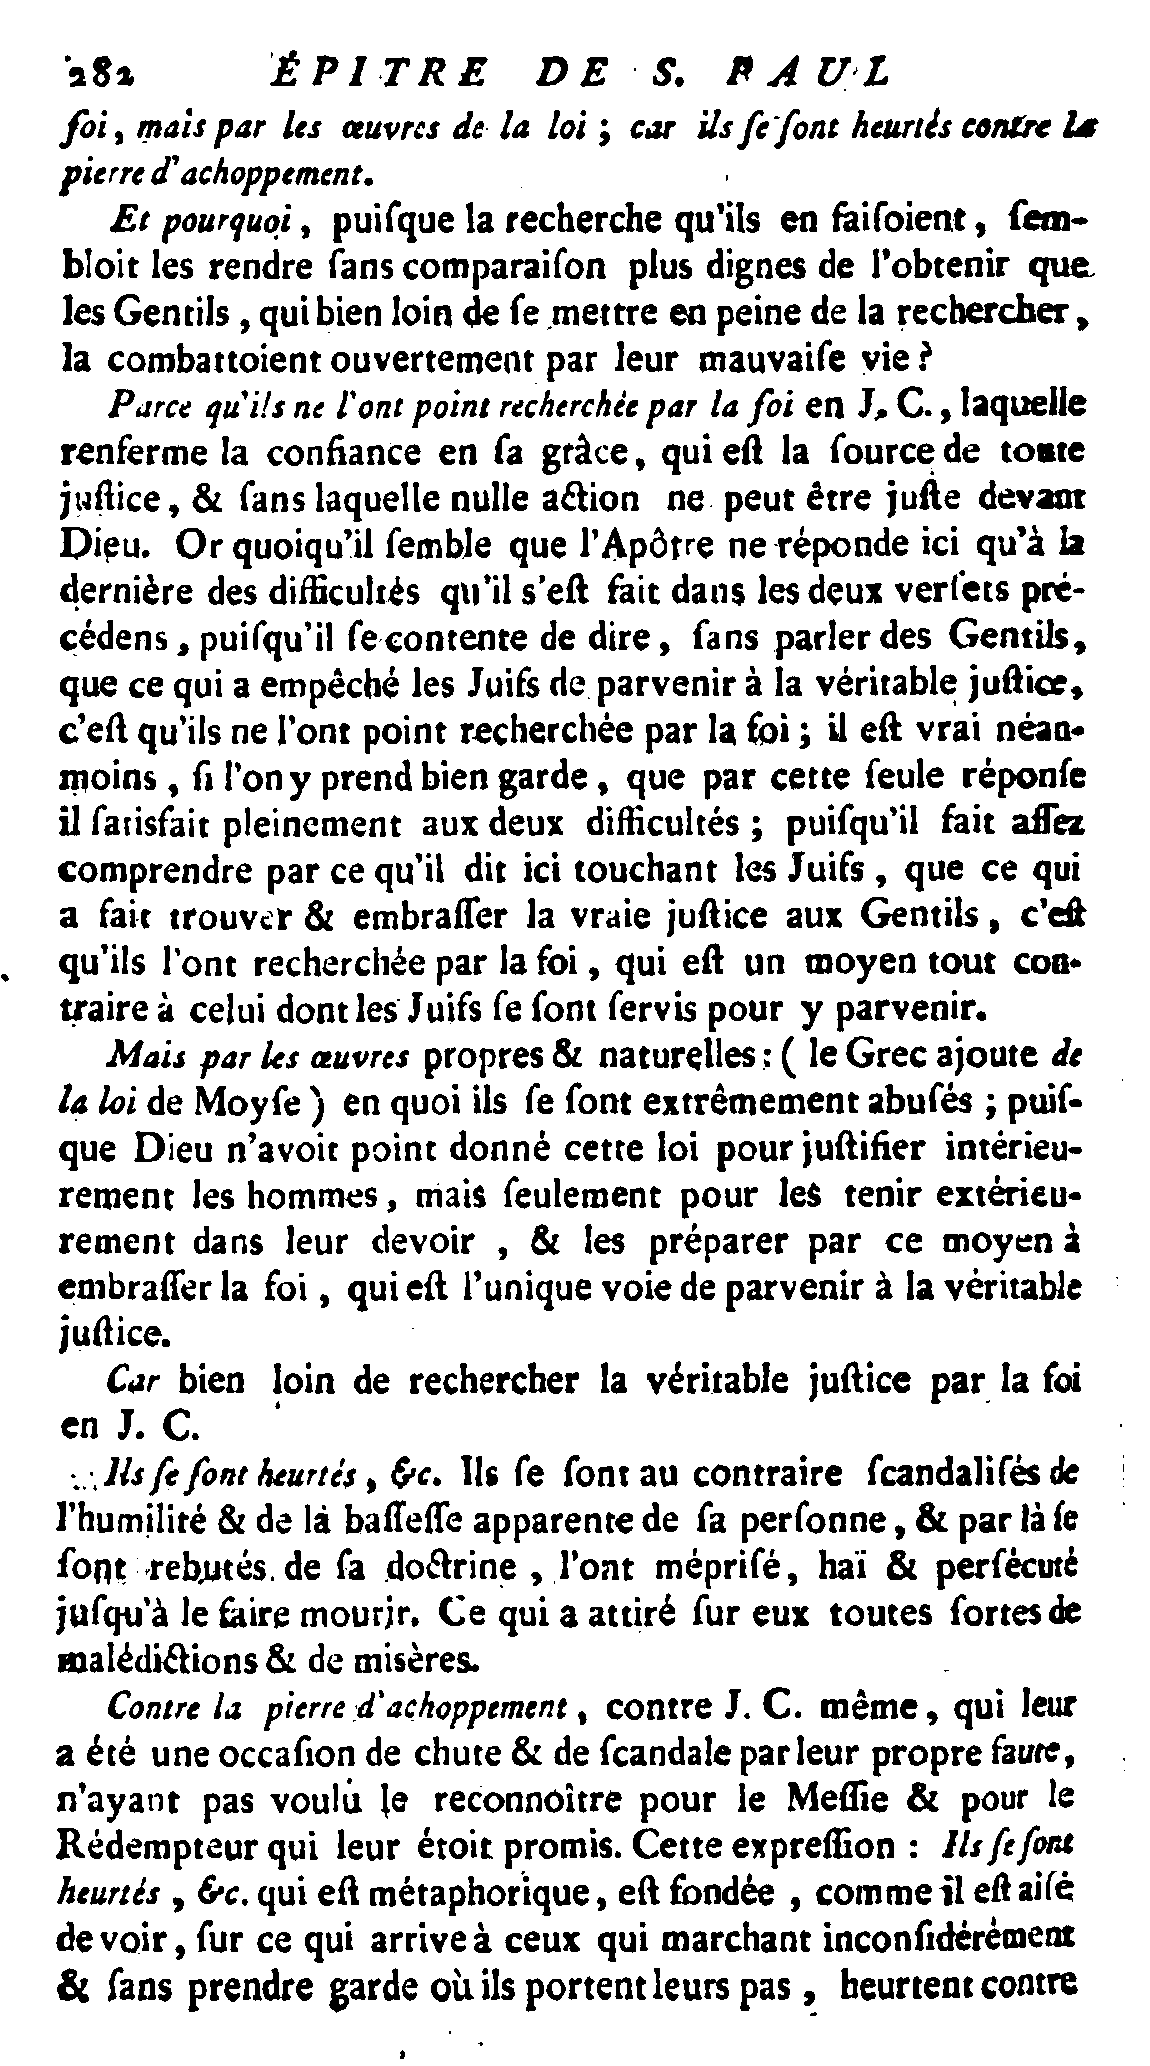 282 ÉPITRE DE S. PAUL
foi, mais par les œuvres de la loi ; car ils ſe ſont heurtés contre la
pierre d'achoppement.
Et pourquoi, puiſque la recherche qu'ils en faiſoient, ſem-
bloit les rendre ſans comparaiſon plus dignes de l'obtenir que
les Gentils, qui bien loin de ſe mettre en peine de la rechercher,
la combattoient ouvertement par leur mauvaiſe vie ?
Parce qu'ils ne l'ont point recherchée par la foi en J. C., laquelle
renferme la confiance en ſa grâce, qui eſt la ſource de toute
juſtice, & ſans laquelle nulle action ne peut être juſte devant
Dieu. Or quoiqu'il ſemble que l'Apôtre ne réponde ici qu'à la
dernière des difficultés qu'il s'eſt fait dans les deux verſets pré-
cédens, puiſqu'il ſe contente de dire, ſans parler des Gentils,
que ce qui a empêché les Juifs de parvenir à la véritable juſtice,
c'eſt qu'ils ne l'ont point recherchée par la foi ; il eſt vrai néan-
moins, ſi l'on y prend bien garde, que par cette ſeule réponſe
il ſatisfait pleinement aux deux difficultés ; puiſqu'il fait aſſez
comprendre par ce qu'il dit ici touchant les Juifs, que ce qui
a fait trouver & embraſſer la vraie juſtice aux Gentils, c'eſt
qu'ils l'ont recherchée par la foi, qui eſt un moyen tout con-
traire à celui dont les Juifs ſe ſont ſervis pour y parvenir.
Mais par les œuvres propres & naturelles : ( le Grec ajoute de
la loi de Moyſe ) en quoi ils ſe ſont extrêmement abuſés ; puiſ-
que Dieu n'avoit point donné cette loi pour juſtifier intérieu-
rement les hommes, mais ſeulement pour les tenir extérieu-
rement dans leur devoir, & les préparer par ce moyen à
embraſſer la foi, qui eſt l'unique voie de parvenir à la véritable
juſtice.
Car bien loin de rechercher la véritable juſtice par la foi
en J. C.
Ils ſe ſont heurtés, &c. Ils ſe ſont au contraire ſcandaliſés de
l'humilité & de la baſſeſſe apparente de ſa perſonne, & par là ſe
ſont rebutés de ſa doctrine, l'ont mépriſé, haï & perſécuté
juſqu'à le faire mourir. Ce qui a attiré ſur eux toutes ſortes de
malédictions & de misères.
Contre la pierre d'achoppement, contre J. C. même, qui leur
a été une occaſion de chute & de ſcandale par leur propre faute,
n'ayant pas voulu le reconnoître pour le Meſſie & pour le
Rédempteur qui leur étoit promis. Cette expreſſion : Ils ſe ſont
heurtés, &c. qui eſt métaphorique, eſt fondée, comme il eſt aiſé
de voir, ſur ce qui arrive à ceux qui marchant inconſidérément
& ſans prendre garde où ils portent leurs pas, heurtent contre